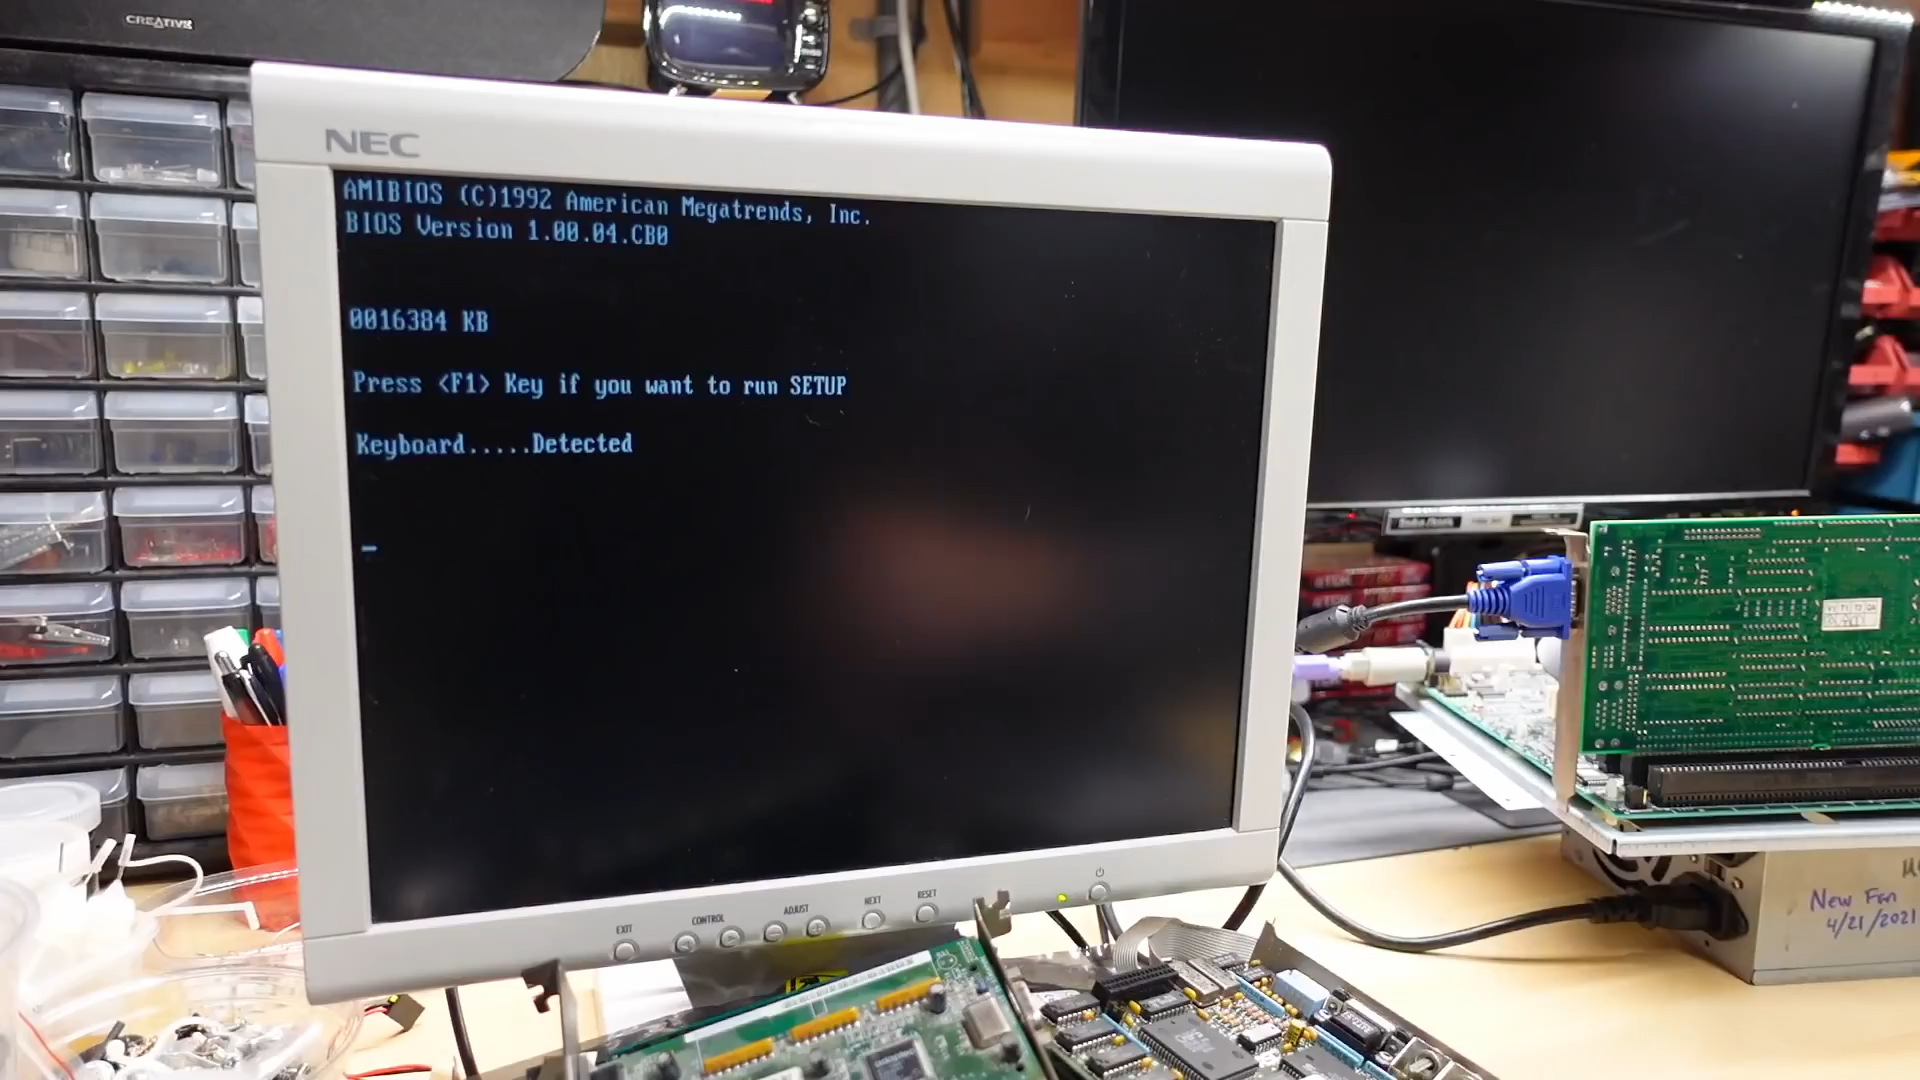 CREATIVE
NEC
AMIBIOS (C)1992 American Megatrends, Inc.
BIOS Version 1.00.04.CB0
0016384 KB
Press <F1> Key if you want to run SETUP
Keyboard.....Detected
EXIT
CONTROL
ADJUST
NEXT
RESET
New Fan
4/21/2021